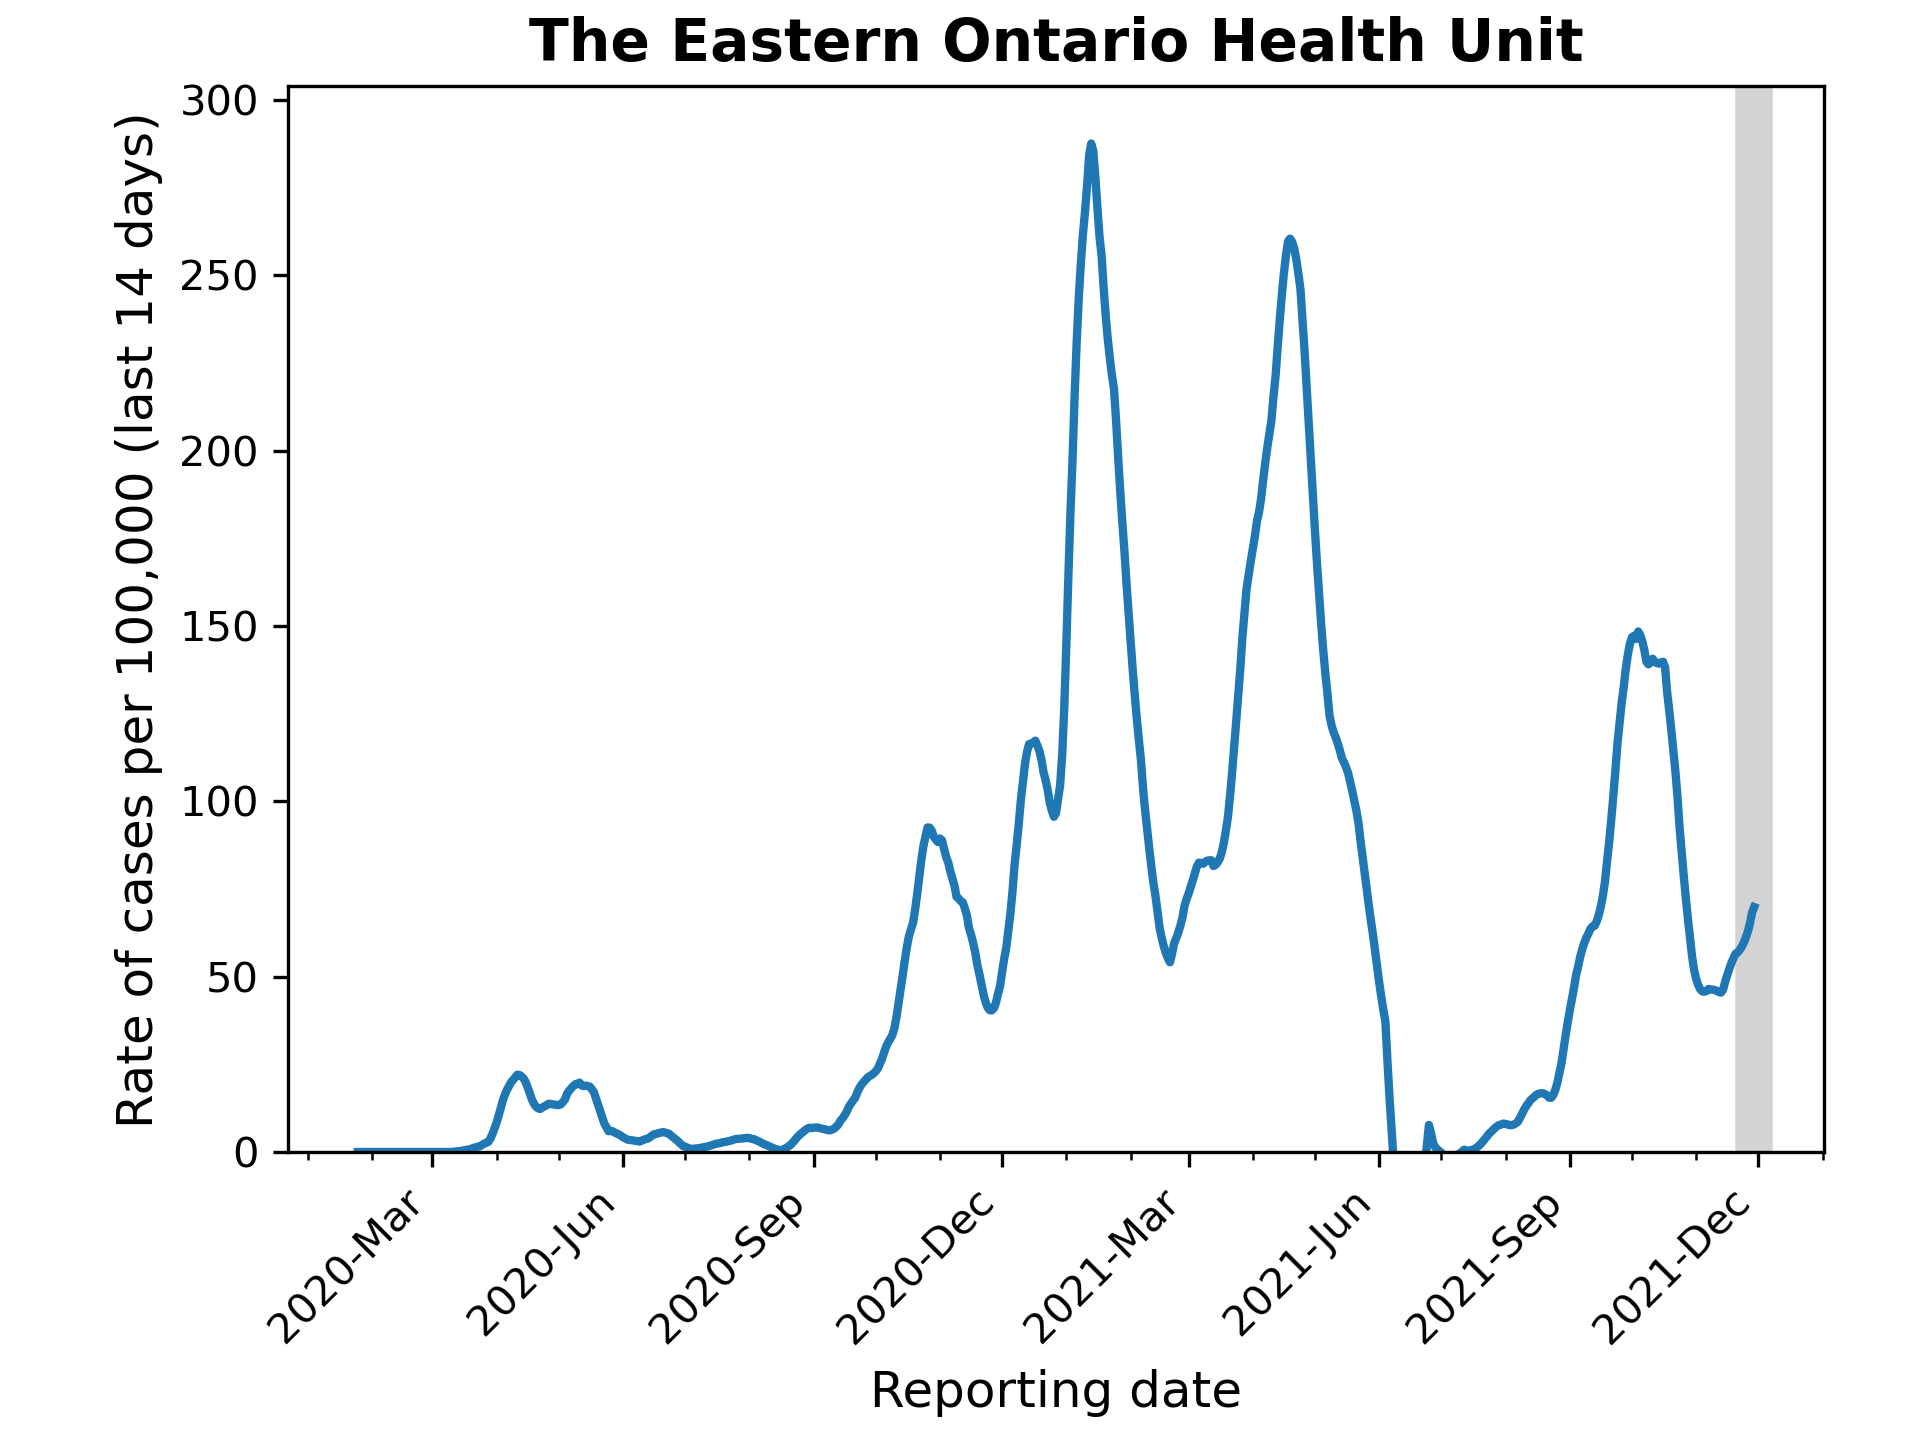 The Eastern Ontario Health Unit
Rate of cases per 100,000 (last 14 days)
300
250
200
150
100
50
0
2020-Mar
2020-Jun
2020-Sep
2020-Dec
2021-Mar
2021-Jun
2021-Sep
2021-Dec
Reporting date